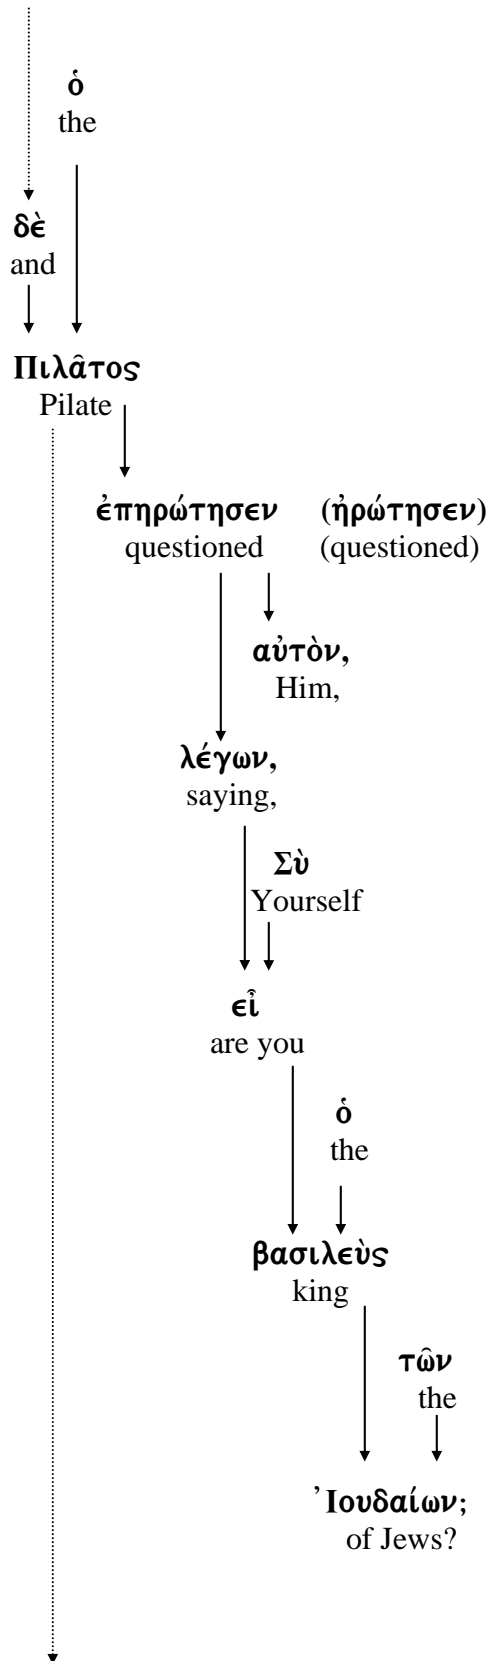 ὁ
the
δὲ
and
Πιλᾶτος
Pilate
ἐπηρώτησεν (ἠρώτησεν)
questioned (questioned)
αὐτὸν,
Him,
λέγων,
saying,
Σὺ
Yourself
εἶ
are you
ὁ
the
βασιλεὺς
king
τῶν
the
Ἰουδαίων;
of Jews?